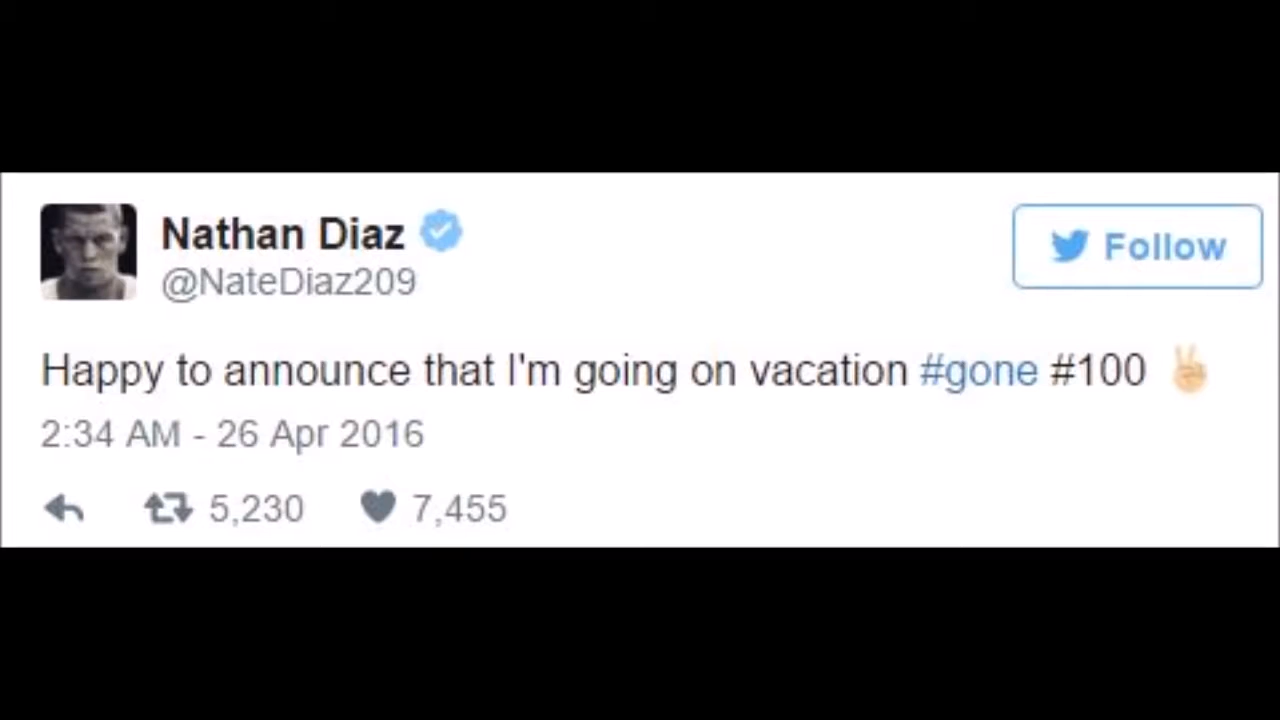 Nathan Diaz
Follow
@NateDiaz209
Happy to announce that I'm going on vacation #gone #100 ✌🏼
2:34 AM - 26 Apr 2016
5,230 7,455